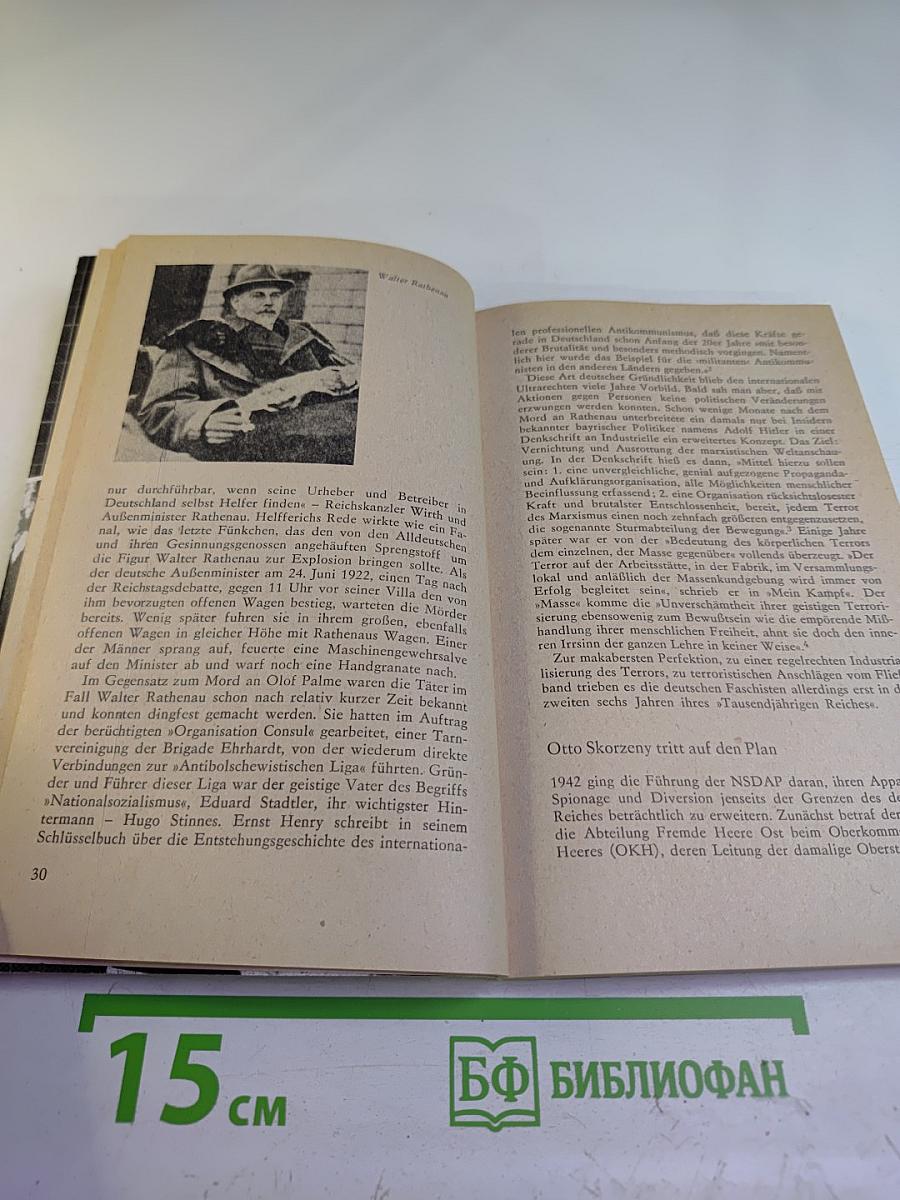 Walter Rathenau
nur durchführbar, wenn seine Urheber und Betreiber in
Deutschland selbst Helfer finden« – Reichskanzler Wirth und
Außenminister Rathenau. Helfferichs Rede wirkte wie ein Fa-
nal, wie das letzte Fünkchen, das den von den Alldeutschen
und ihren Gesinnungsgenossen angehäuften Sprengstoff um
die Figur Walter Rathenau zur Explosion bringen sollte. Als
der deutsche Außenminister am 24. Juni 1922, einen Tag nach
der Reichstagsdebatte, gegen 11 Uhr vor seiner Villa den von
ihm bevorzugten offenen Wagen bestieg, warteten die Mörder
bereits. Wenig später fuhren sie in ihrem großen, ebenfalls
offenen Wagen in gleicher Höhe mit Rathenaus Wagen. Einer
der Männer sprang auf, feuerte eine Maschinengewehrsalve
auf den Minister ab und warf noch eine Handgranate nach.
Im Gegensatz zum Mord an Olof Palme waren die Täter im
Fall Walter Rathenau schon nach relativ kurzer Zeit bekannt
und konnten dingfest gemacht werden. Sie hatten im Auftrag
der berüchtigten »Organisation Consul« gearbeitet, einer Tarn-
vereinigung der Brigade Ehrhardt, von der wiederum direkte
Verbindungen zur »Antibolschewistischen Liga« führten. Grün-
der und Führer dieser Liga war der geistige Vater des Begriffs
»Nationalsozialismus«, Eduard Stadtler, ihr wichtigster Hin-
termann – Hugo Stinnes. Ernst Henry schreibt in seinem
Schlüsselbuch über die Entstehungsgeschichte des internationa-
30
len professionellen Antikommunismus, daß diese Kräfte ge-
rade in Deutschland schon Anfang der 20er Jahre »mit beson-
derer Brutalität und besonders methodisch vorgingen. Nament-
lich hier wurde das Beispiel für die ›militanten‹ Antikommu-
nisten in den anderen Ländern gegeben.«²
Diese Art deutscher Gründlichkeit blieb den internationalen
Ultrarechten viele Jahre Vorbild. Bald sah man aber, daß mit
Aktionen gegen Personen keine politischen Veränderungen
erzwungen werden konnten. Schon wenige Monate nach dem
Mord an Rathenau unterbreitete ein damals nur bei Insidern
bekannter bayrischer Politiker namens Adolf Hitler in einer
Denkschrift an Industrielle ein erweitertes Konzept. Das Ziel:
Vernichtung und Ausrottung der marxistischen Weltanschau-
ung. In der Denkschrift hieß es dann, »Mittel hierzu sollen
sein: 1. eine unvergleichliche, genial aufgezogene Propaganda-
und Aufklärungsorganisation, alle Möglichkeiten menschlicher
Beeinflussung erfassend; 2. eine Organisation rücksichtslosester
Kraft und brutalster Entschlossenheit, bereit, jedem Terror
des Marxismus einen noch zehnfach größeren entgegenzusetzen,
die sogenannte Sturmabteilung der Bewegung«.³ Einige Jahre
später war er von der »Bedeutung des körperlichen Terrors
dem einzelnen, der Masse gegenüber« vollends überzeugt. »Der
Terror auf der Arbeitsstätte, in der Fabrik, im Versammlungs-
lokal und anläßlich der Massenkundgebung wird immer von
Erfolg begleitet sein«, schrieb er in »Mein Kampf«. Der
»Masse« komme die »Unverschämtheit ihrer geistigen Terrori-
sierung ebensowenig zum Bewußtsein wie die empörende Miß-
handlung ihrer menschlichen Freiheit, ahnt sie doch den inne-
ren Irrsinn der ganzen Lehre in keiner Weise«.⁴
Zur makabersten Perfektion, zu einer regelrechten Industria
lisierung des Terrors, zu terroristischen Anschlägen vom Flie
band trieben es die deutschen Faschisten allerdings erst in d
zweiten sechs Jahren ihres »Tausendjährigen Reiches«.
Otto Skorzeny tritt auf den Plan
1942 ging die Führung der NSDAP daran, ihren Appa
Spionage und Diversion jenseits der Grenzen des de
Reiches beträchtlich zu erweitern. Zunächst betraf der
die Abteilung Fremde Heere Ost beim Oberkomm
Heeres (OKH), deren Leitung der damalige Oberst
15 см
БФ БИБЛИОФАН